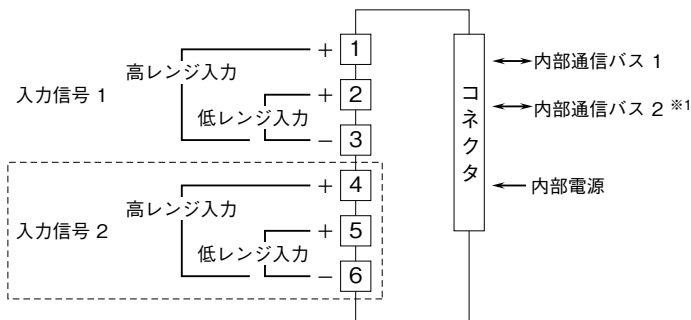 入力信号 1
高レンジ入力
+ 1
低レンジ入力
+ 2
− 3
入力信号 2
高レンジ入力
+ 4
低レンジ入力
+ 5
− 6
コネクタ
内部通信バス 1
内部通信バス 2 ※1
内部電源